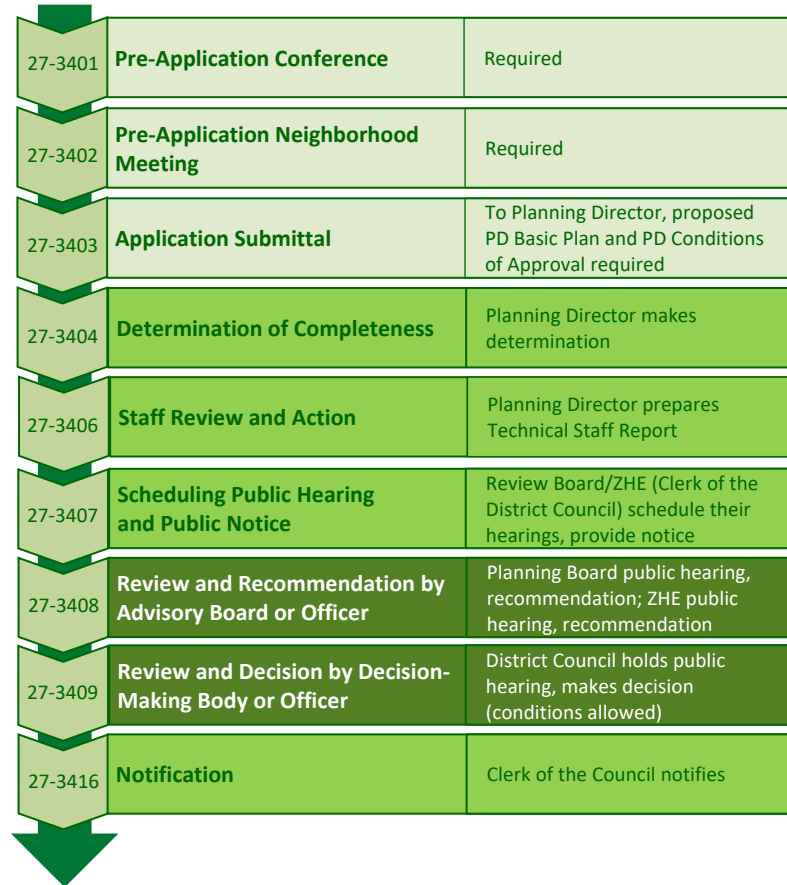 27-3401
Pre-Application Conference
Required
27-3402
Pre-Application Neighborhood
Meeting
Required
27-3403
Application Submittal
To Planning Director, proposed
PD Basic Plan and PD Conditions
of Approval required
27-3404
Determination of Completeness
Planning Director makes
determination
27-3406
Staff Review and Action
Planning Director prepares
Technical Staff Report
27-3407
Scheduling Public Hearing
and Public Notice
Review Board/ZHE (Clerk of the
District Council) schedule their
hearings, provide notice
27-3408
Review and Recommendation by
Advisory Board or Officer
Planning Board public hearing,
recommendation; ZHE public
hearing, recommendation
27-3409
Review and Decision by Decision-
Making Body or Officer
District Council holds public
hearing, makes decision
(conditions allowed)
27-3416
Notification
Clerk of the Council notifies